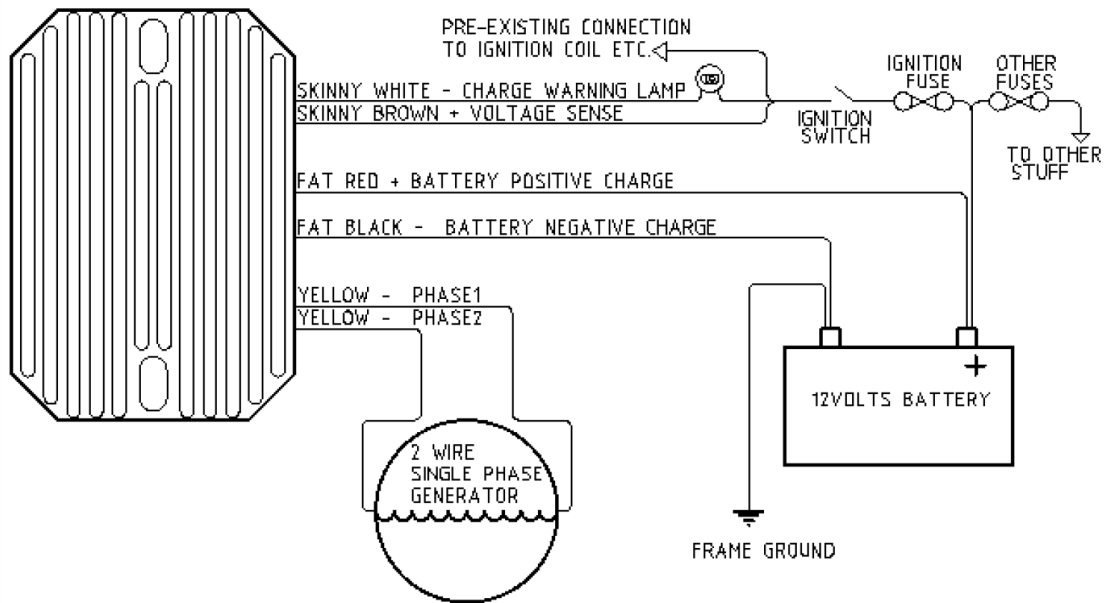 PRE-EXISTING CONNECTION
TO IGNITION COIL ETC.
SKINNY WHITE - CHARGE WARNING LAMP
SKINNY BROWN + VOLTAGE SENSE
IGNITION
FUSE
OTHER
FUSES
IGNITION
SWITCH
TO OTHER
STUFF
FAT RED + BATTERY POSITIVE CHARGE
FAT BLACK - BATTERY NEGATIVE CHARGE
YELLOW - PHASE1
YELLOW - PHASE2
+
12VOLTS BATTERY
2 WIRE
SINGLE PHASE
GENERATOR
FRAME GROUND